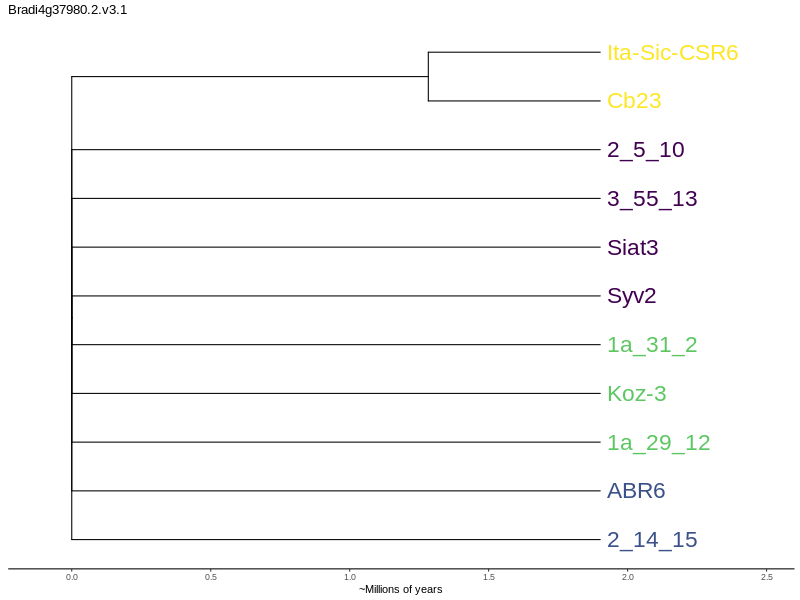 Bradi4g37980.2.v3.1
Ita-Sic-CSR6
Cb23
2_5_10
3_55_13
Siat3
Syv2
1a_31_2
Koz-3
1a_29_12
ABR6
2_14_15
0.0 0.5 1.0 1.5 2.0 2.5
~Millions of years